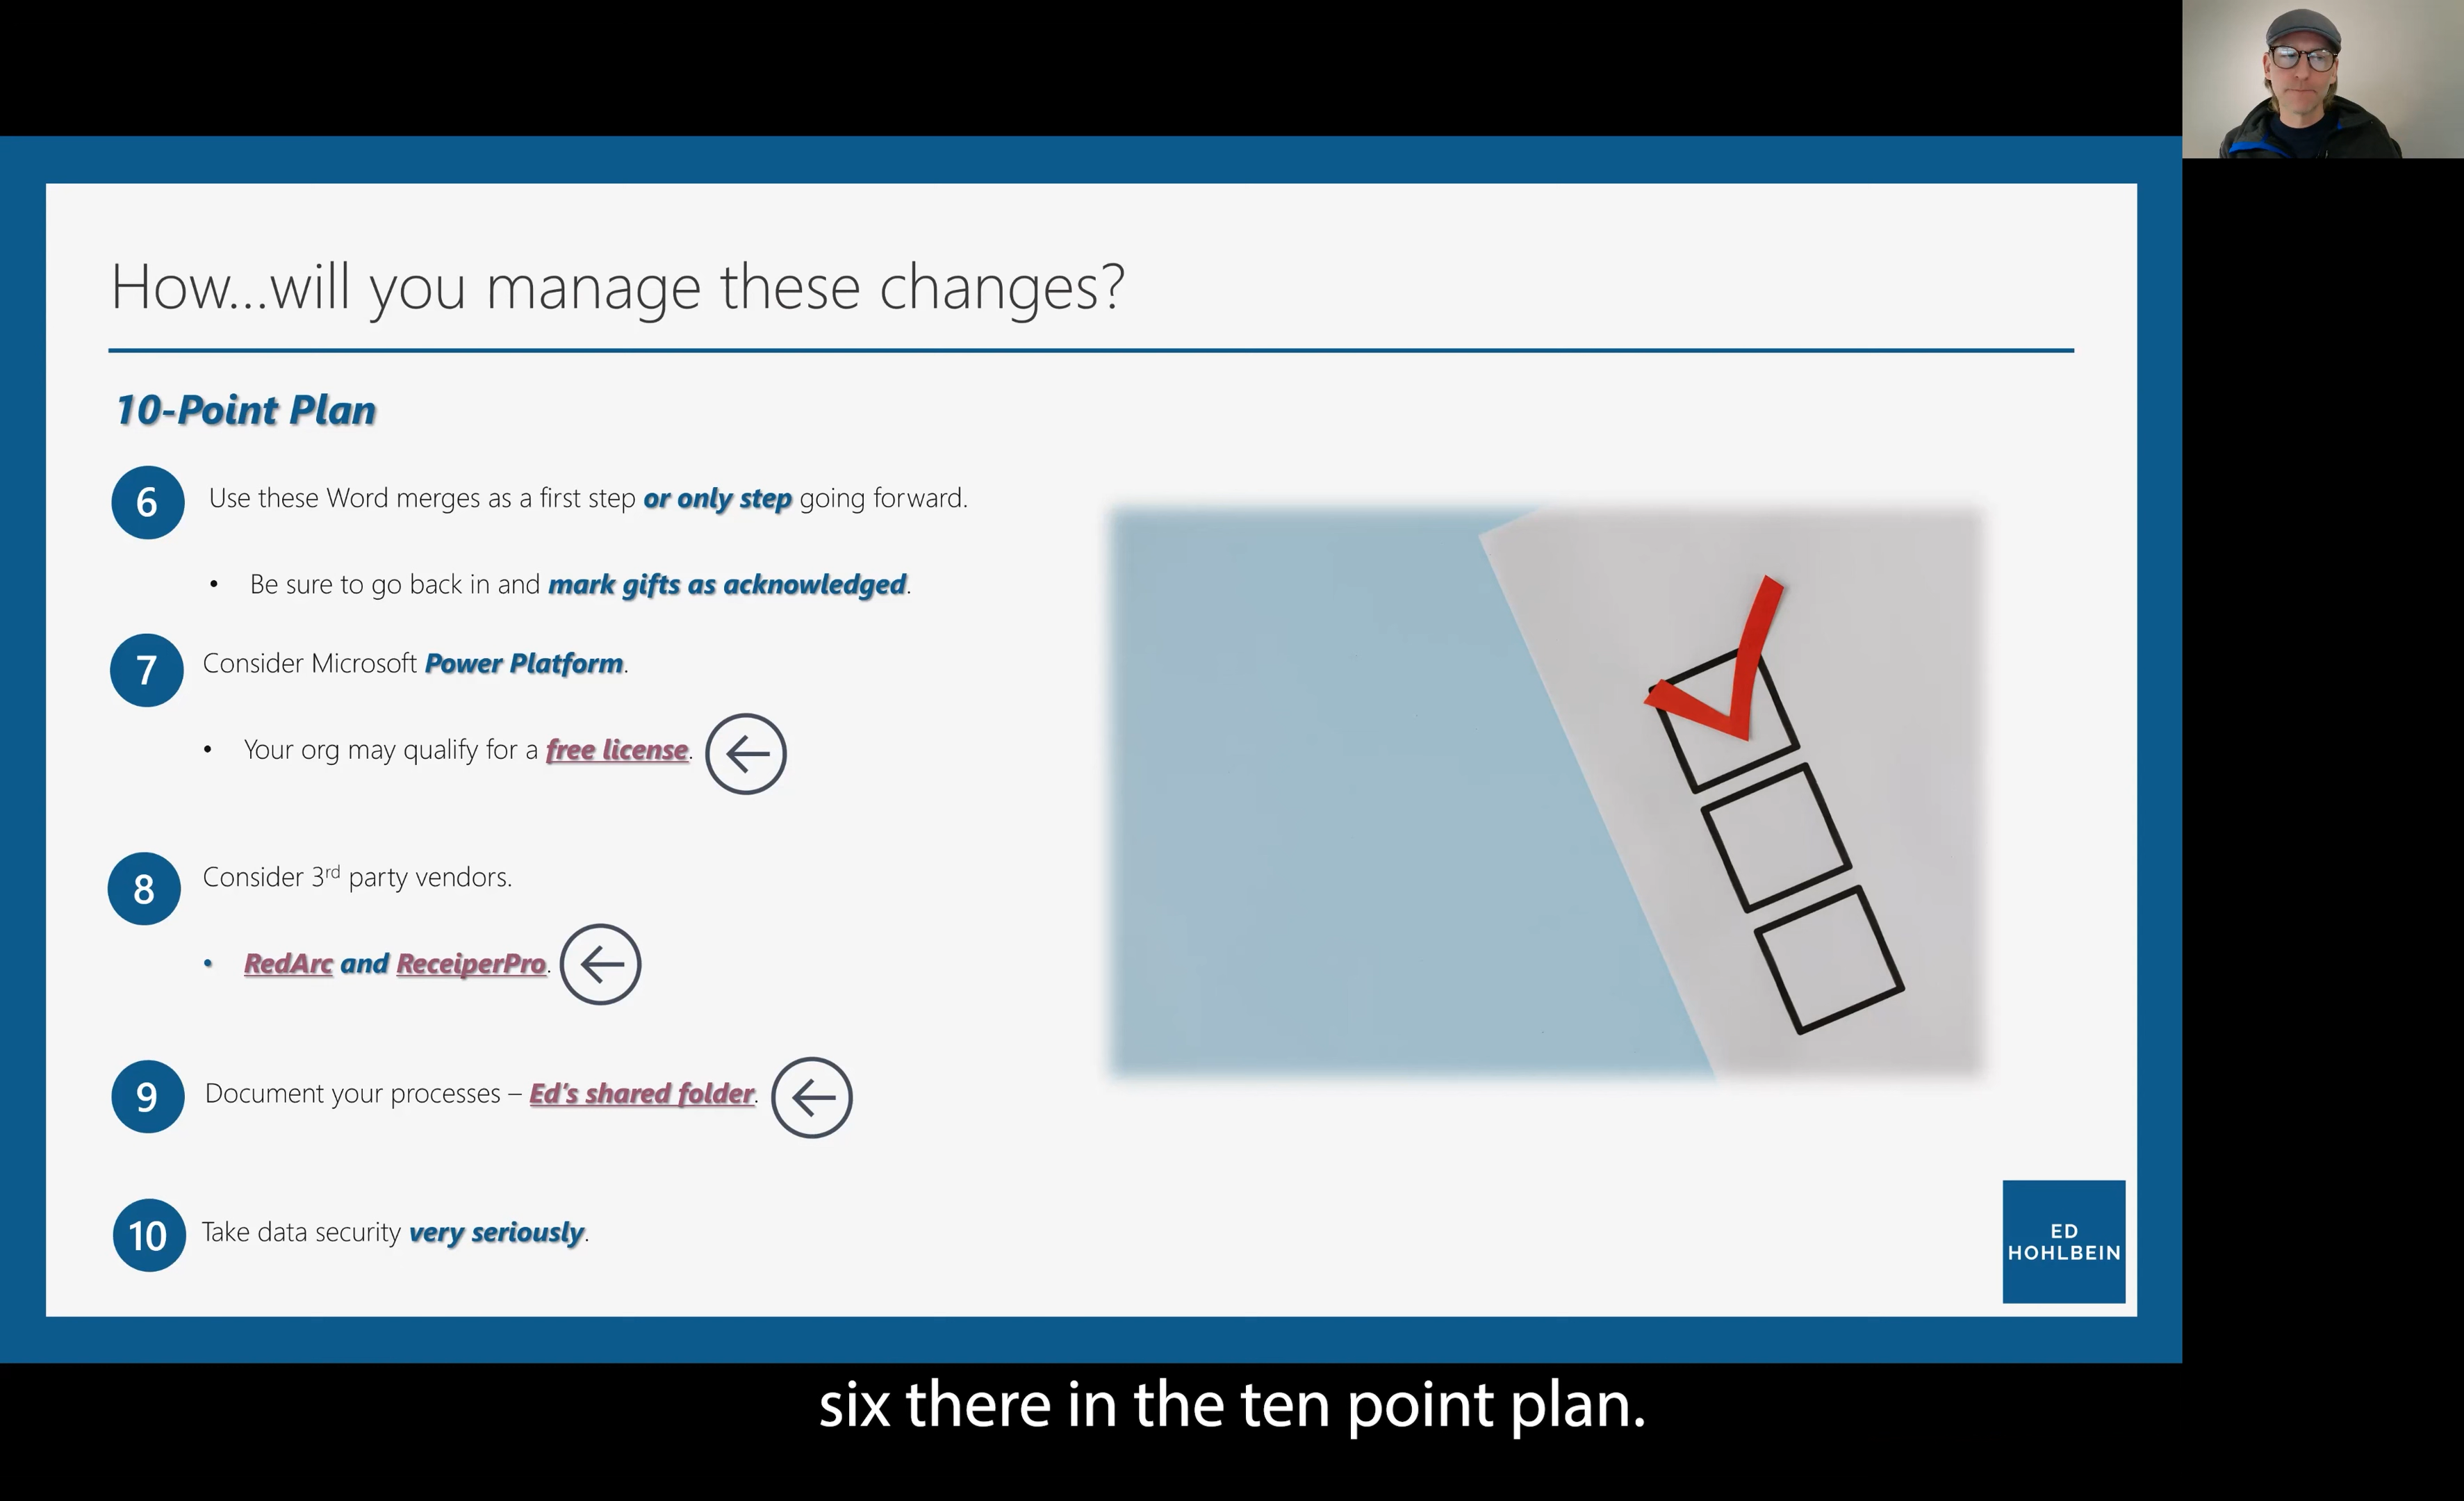 How...will you manage these changes?
10-Point Plan
6 Use these Word merges as a first step or only step going forward.
• Be sure to go back in and mark gifts as acknowledged.
7 Consider Microsoft Power Platform.
• Your org may qualify for a free license.
8 Consider 3rd party vendors.
• RedArc and ReceiperPro.
9 Document your processes – Ed's shared folder.
10 Take data security very seriously.
ED
HOHLBEIN
six there in the ten point plan.